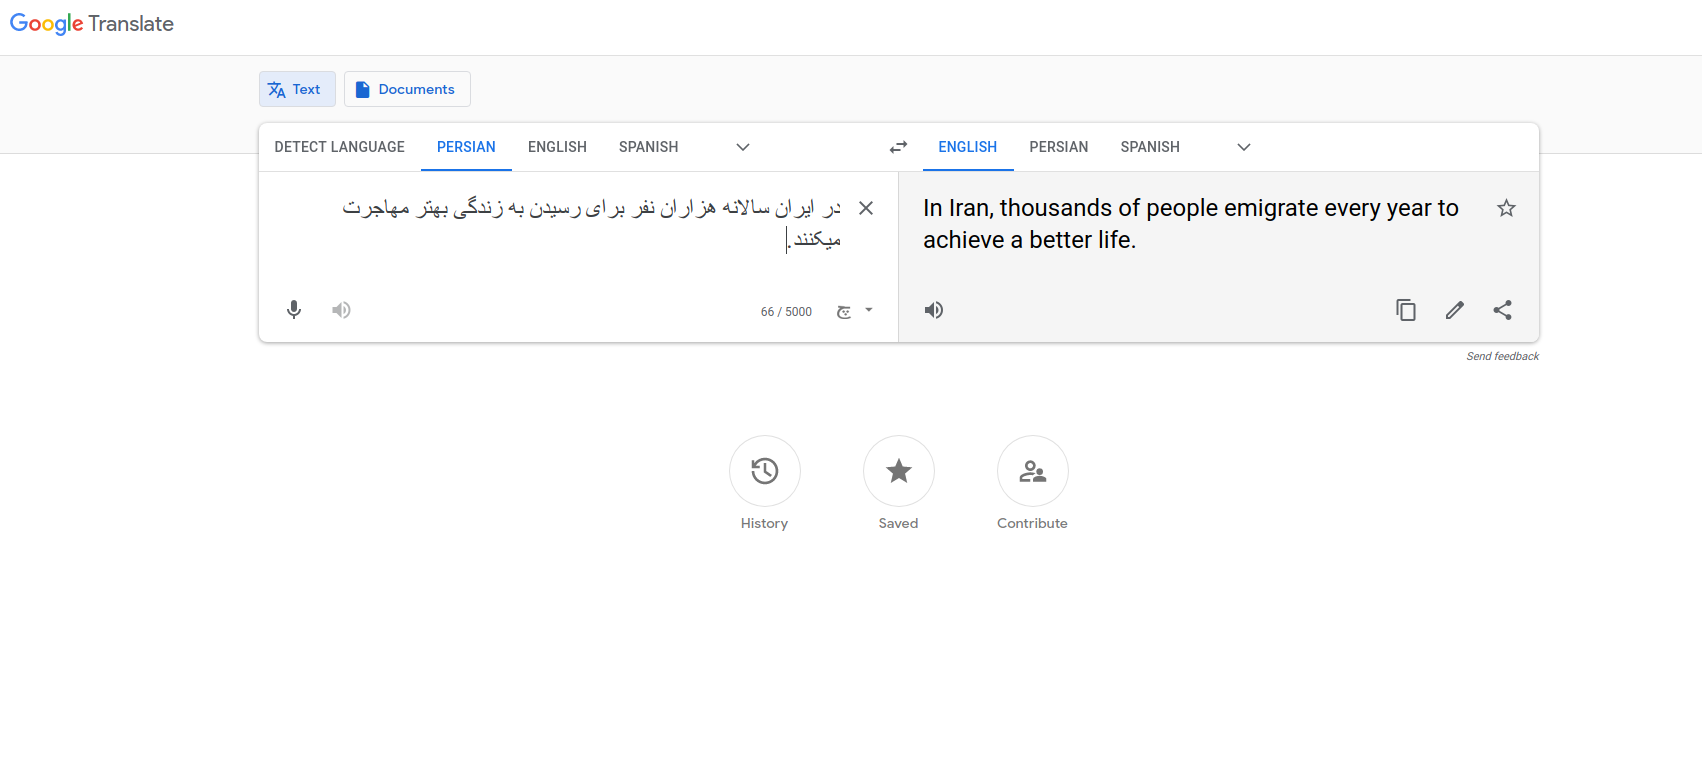 Google Translate
Text
Documents
DETECT LANGUAGE PERSIAN ENGLISH SPANISH
ENGLISH PERSIAN SPANISH
در ایران سالانه هزاران نفر برای رسیدن به زندگی بهتر مهاجرت
میکنند.
66 / 5000
In Iran, thousands of people emigrate every year to
achieve a better life.
Send feedback
History
Saved
Contribute